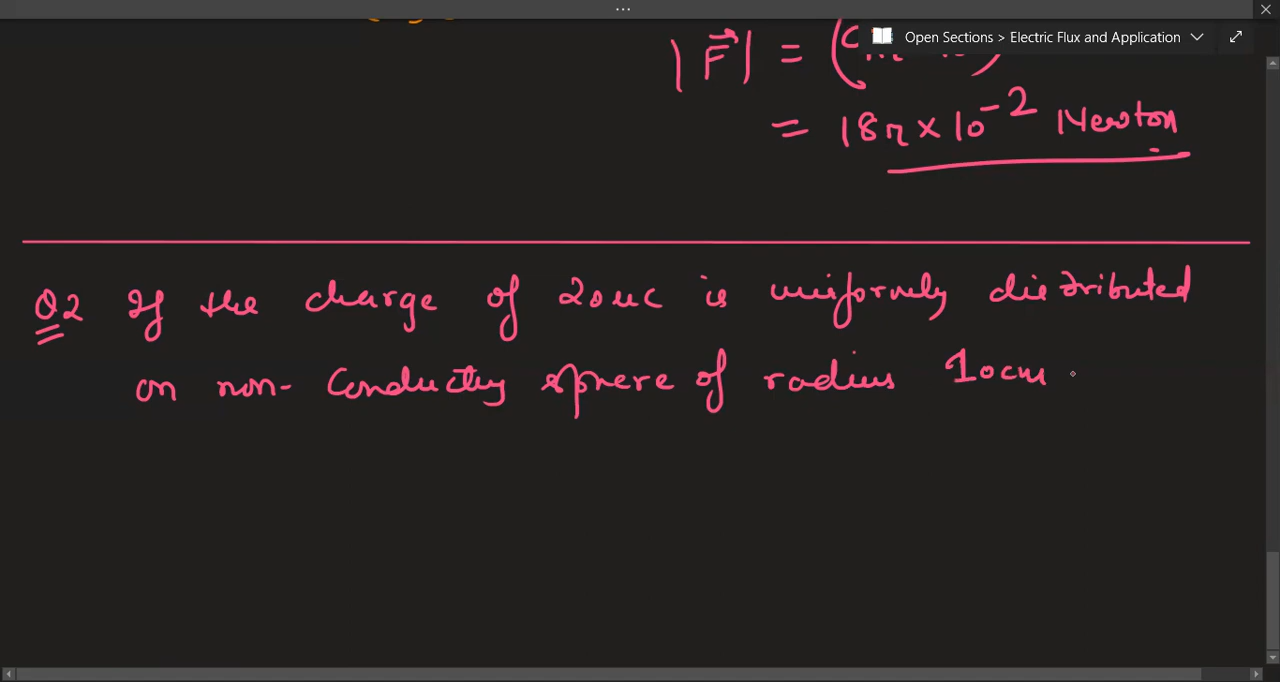 ...
Open Sections > Electric Flux and Application
|F⃗| =
= 18π × 10⁻² Newton
Q2 If the charge of 20μc is uniformly distributed
on non-conducting sphere of radius 10cm